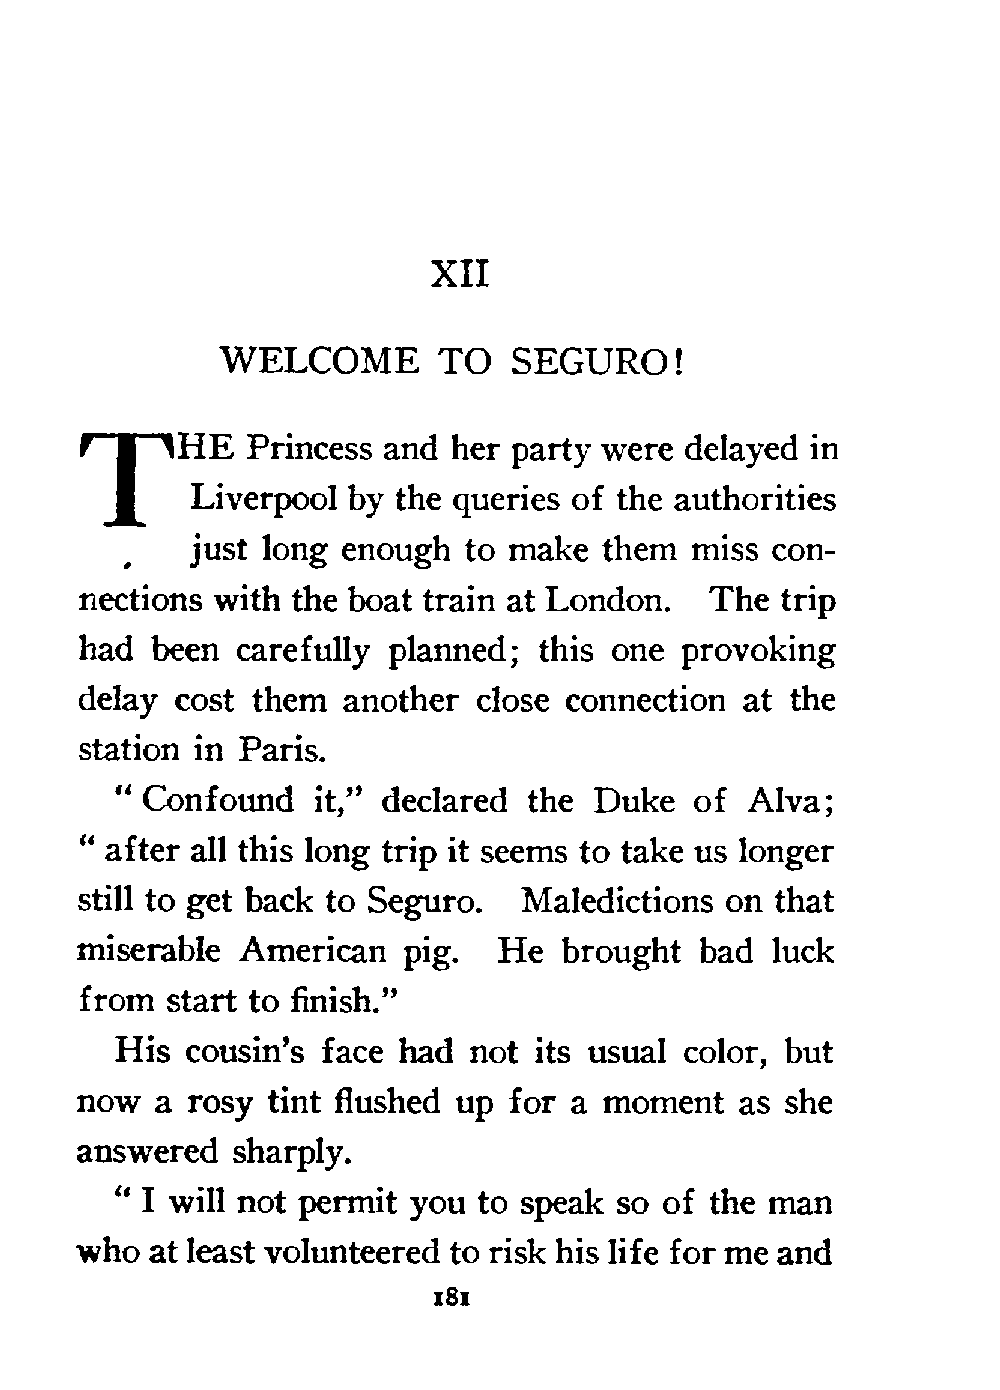 XII
WELCOME TO SEGURO!
THE Princess and her party were delayed in
Liverpool by the queries of the authorities
just long enough to make them miss con-
nections with the boat train at London. The trip
had been carefully planned; this one provoking
delay cost them another close connection at the
station in Paris.
“ Confound it,” declared the Duke of Alva;
“ after all this long trip it seems to take us longer
still to get back to Seguro. Maledictions on that
miserable American pig. He brought bad luck
from start to finish.”
His cousin’s face had not its usual color, but
now a rosy tint flushed up for a moment as she
answered sharply.
“ I will not permit you to speak so of the man
who at least volunteered to risk his life for me and
181